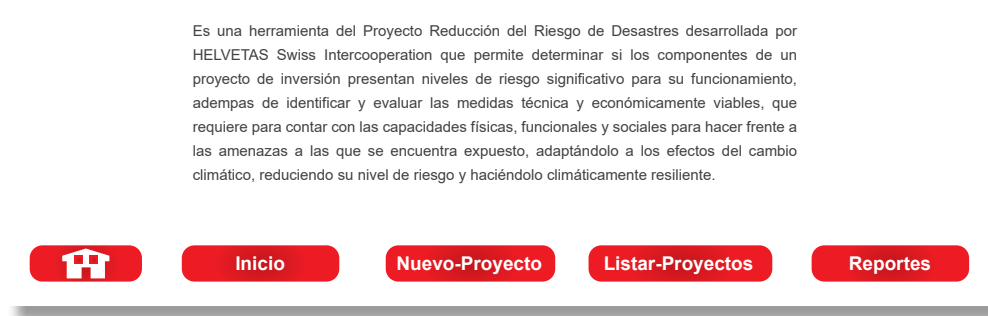 Es una herramienta del Proyecto Reducción del Riesgo de Desastres desarrollada por
HELVETAS Swiss Intercooperation que permite determinar si los componentes de un
proyecto de inversión presentan niveles de riesgo significativo para su funcionamiento,
adempas de identificar y evaluar las medidas técnica y económicamente viables, que
requiere para contar con las capacidades físicas, funcionales y sociales para hacer frente a
las amenazas a las que se encuentra expuesto, adaptándolo a los efectos del cambio
climático, reduciendo su nivel de riesgo y haciéndolo climáticamente resiliente.
Inicio
Nuevo-Proyecto
Listar-Proyectos
Reportes